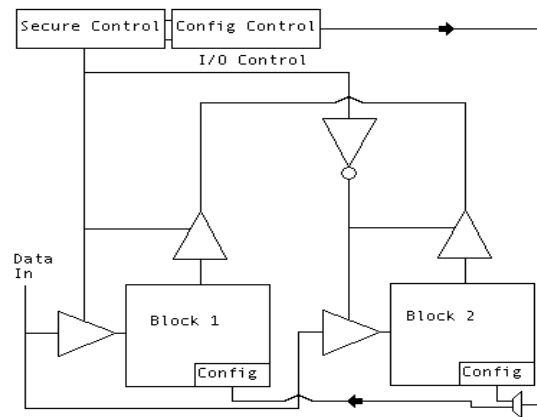 Secure Control
Config Control
I/O Control
Data
In
Block 1
Block 2
Config
Config